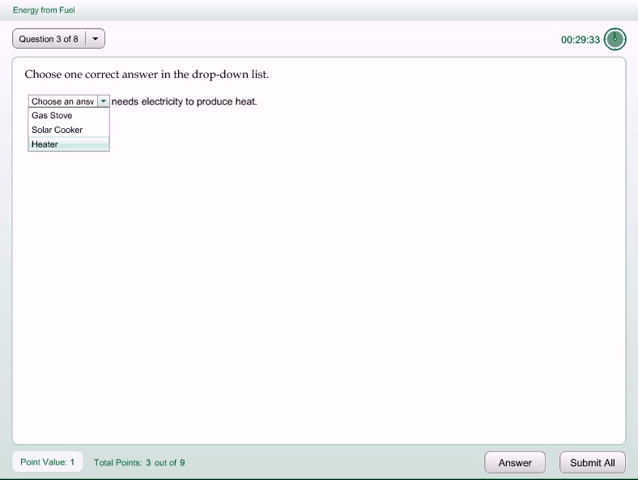 Energy from Fuel
Question 3 of 8
00:29:33
Choose one correct answer in the drop-down list.
Choose an ansv needs electricity to produce heat.
Gas Stove
Solar Cooker
Heater
Point Value: 1 Total Points: 3 out of 9
Answer Submit All